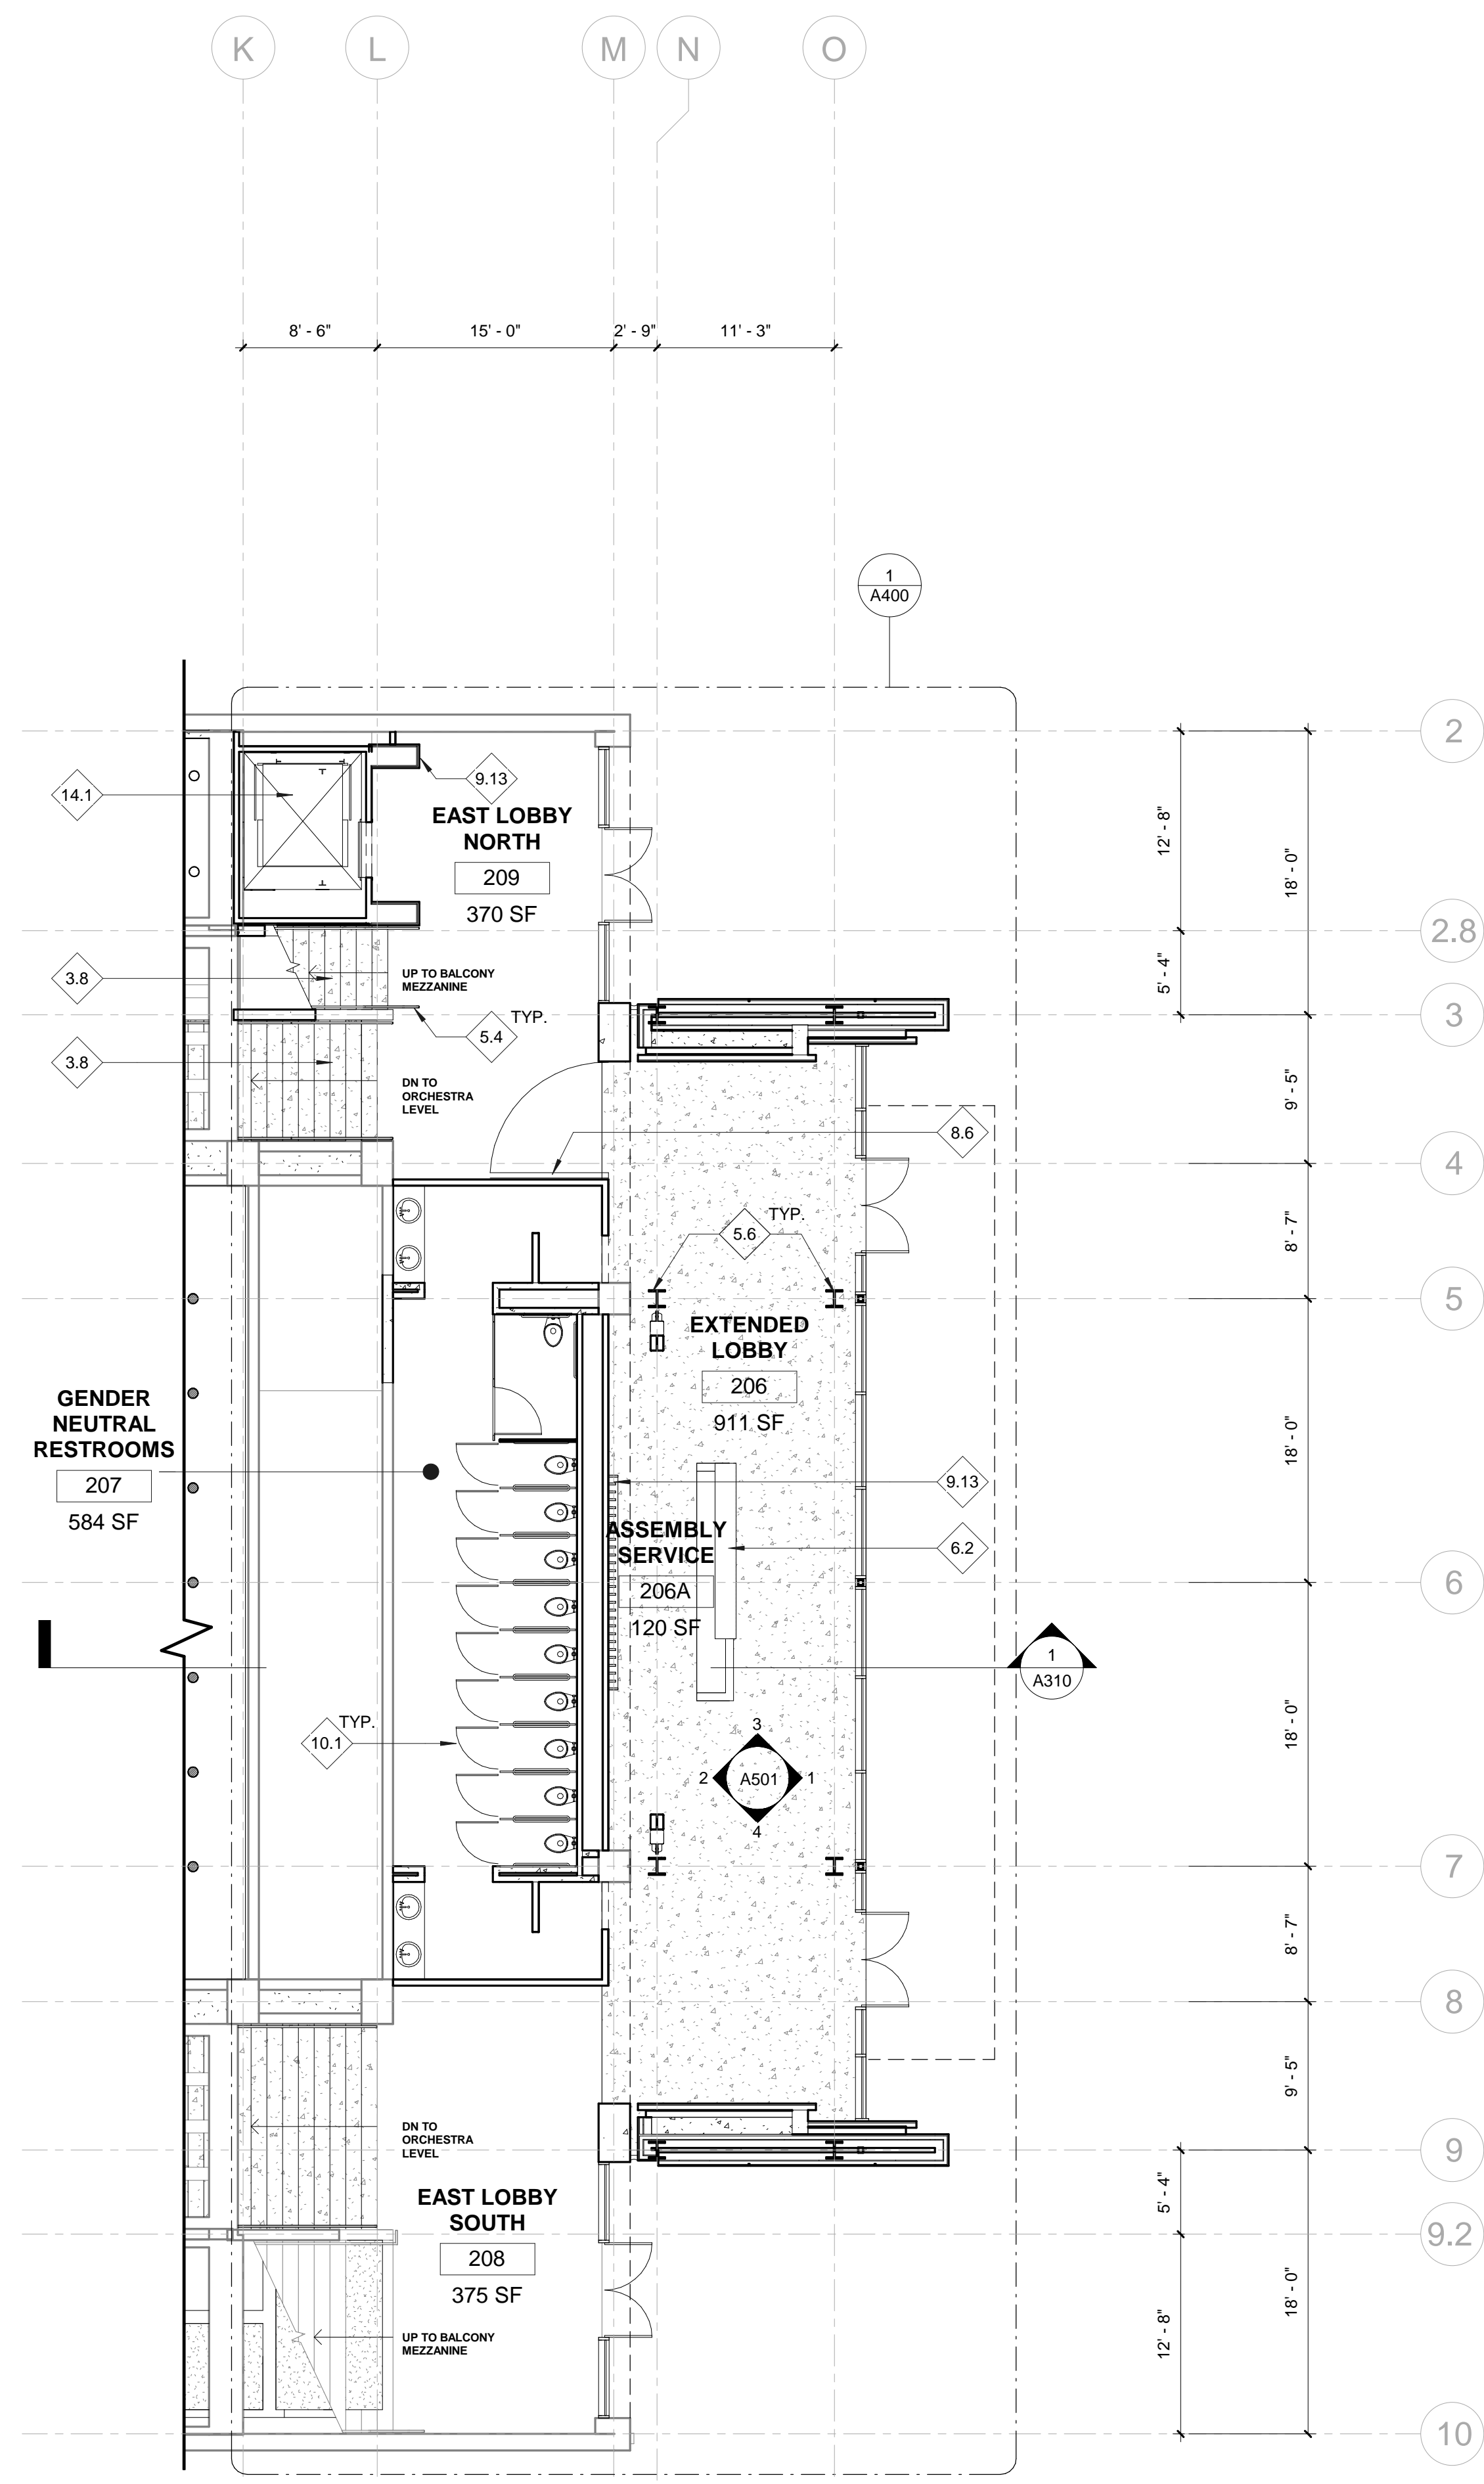 K
L
M
N
O
8' - 6"
15' - 0"
2' - 9"
11' - 3"
1
A400
2
14.1
9.13
EAST LOBBY
NORTH
209
370 SF
12' - 8"
18' - 0"
2.8
3.8
UP TO BALCONY
MEZZANINE
5' - 4"
TYP.
5.4
3
3.8
DN TO
ORCHESTRA
LEVEL
9' - 5"
8.6
4
TYP.
5.6
8' - 7"
5
EXTENDED
LOBBY
206
911 SF
GENDER
NEUTRAL
RESTROOMS
207
584 SF
18' - 0"
9.13
ASSEMBLY
SERVICE
206A
120 SF
6.2
6
1
A310
TYP.
10.1
18' - 0"
3
2
A501
1
4
7
8' - 7"
8
9' - 5"
DN TO
ORCHESTRA
LEVEL
9
EAST LOBBY
SOUTH
208
375 SF
5' - 4"
9.2
18' - 0"
12' - 8"
UP TO BALCONY
MEZZANINE
10